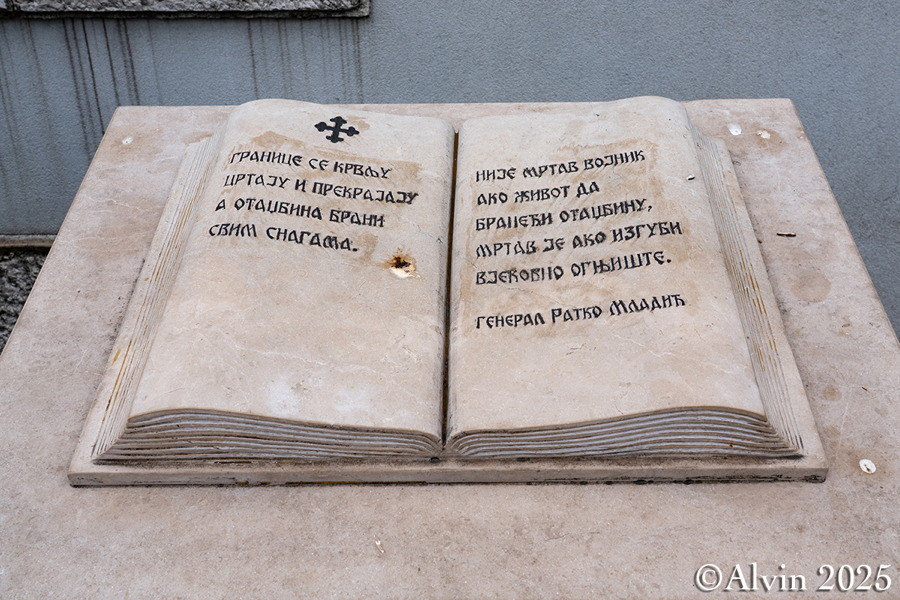 ГРАНИЦЕ СЕ КРВЉУ
ЦРТАЈУ И ПРЕКРАЈАЈУ
А ОТАЏБИНА БРАНИ
СВИМ СНАГАМА.
НИЈЕ МРТАВ ВОЈНИК
АКО ЖИВОТ ДА
БРАНЕЋИ ОТАЏБИНУ,
МРТАВ ЈЕ АКО ИЗГУБИ
ВЈЕКОВНО ОГЊИШТЕ.
ГЕНЕРАЛ РАТКО МЛАДИЋ
©Alvin 2025